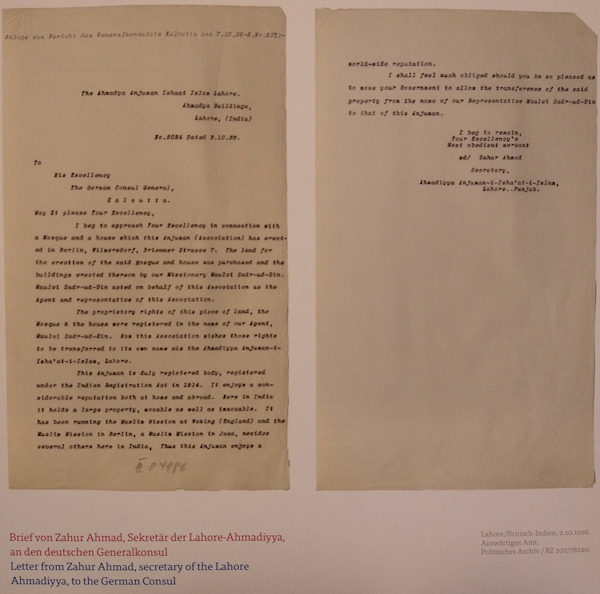 Anlage zum Bericht des Generalkonsulats Kalkutta vom 7.10.26-J.No.
The Ahmadya Anjuman Ishaat Islam Lahore.
Ahmadya Buildings,
Lahore, (India)
Dated 2.10.26.
To
His Excellency
The German Consul General,
Calcutta.
May it please Your Excellency,
I beg to approach Your Excellency in connection with
a Mosque and a house which this Anjuman (Association) has erect-
ed in Berlin, Wilmersdorf, Brienner Strasse 7. The land for
the erection of the said Mosque and house was purchased and the
buildings erected thereon by our Missionary Maulvi Sadr-ud-Din.
Maulvi Sadr-ud-Din acted on behalf of this Association as the
Agent and representative of this Association.
The proprietary rights of this piece of land, the
Mosque & the house were registered in the name of our Agent,
Maulvi Sadr-ud-Din. Now this Association wishes those rights
to be transferred to its own name vis the Ahmadiyya Anjuman-i-
Isha'at-i-Islam, Lahore.
This Anjuman is duly registered body, registered
under the Indian Registration Act in 1914. It enjoys a con-
siderable reputation both at home and abroad. Here in India
it holds a large property, movable as well as immovable. It
has been running the Muslim Mission at Woking (England) and the
Muslim Mission in Berlin, a Muslim Mission in Java, besides
several others here in India. Thus this Anjuman enjoys a
world-wide reputation.
I shall feel much obliged should you be so pleased as
to move your Government to allow the transference of the said
property from the name of our Representative Maulvi Sadr-ud-Din
to that of this Anjuman.
I beg to remain,
Your Excellency's
Most obedient servant
sd/ Zahur Ahmad
Secretary,
Ahmadiyya Anjuman-i-Isha'at-i-Islam,
Lahore..Punjab.
Brief von Zahur Ahmad, Sekretär der Lahore-Ahmadiyya,
an den deutschen Generalkonsul
Letter from Zahur Ahmad, secretary of the Lahore
Ahmadiyya, to the German Consul
Lahore/Britisch-Indien, 2.10.1926.
Auswärtiges Amt,
Politisches Archiv / RZ 207/78240.